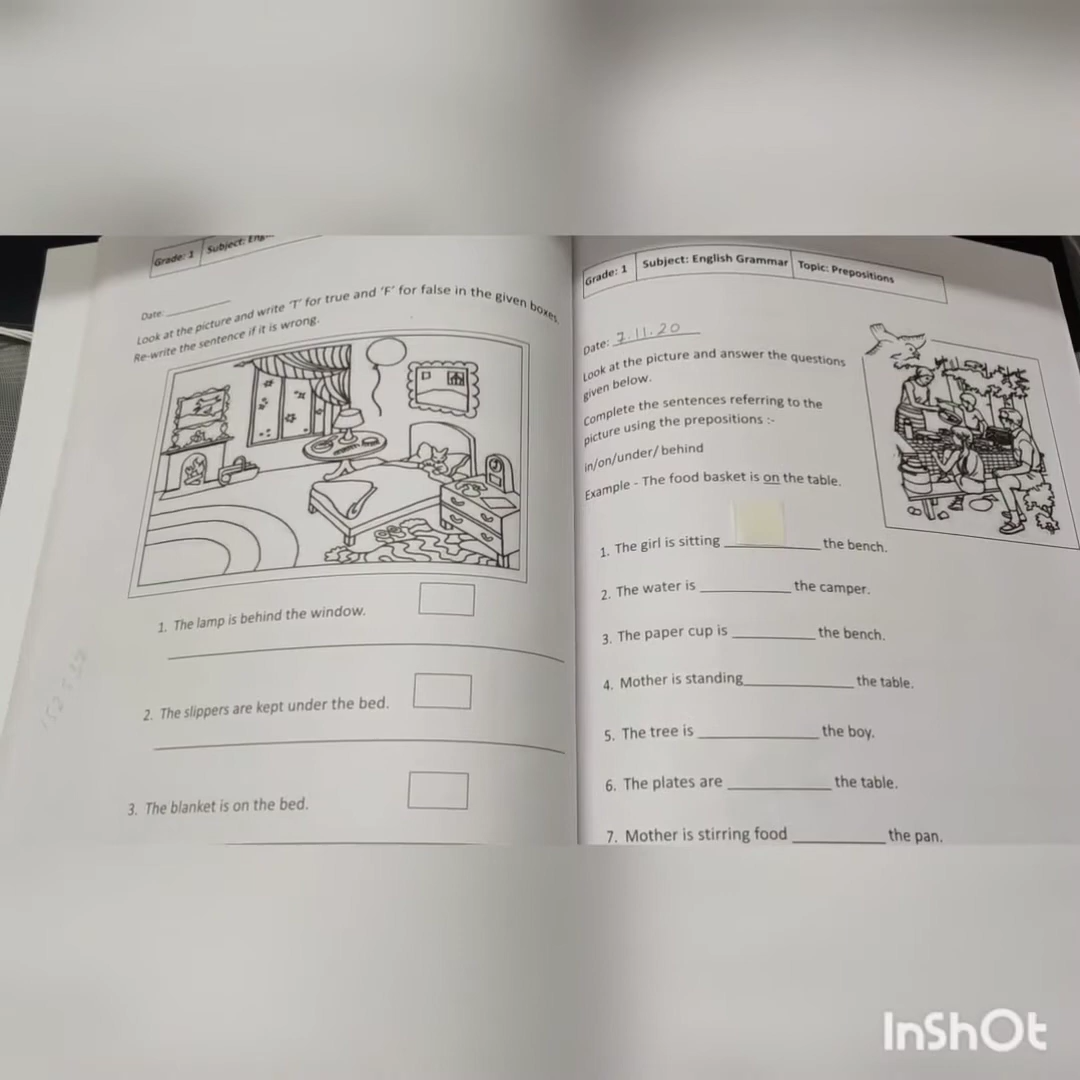 Grade: 1 Subject:
Date:
Look at the picture and write 'T' for true and 'F' for false in the given boxes.
Re-write the sentence if it is wrong.
1. The lamp is behind the window.
2. The slippers are kept under the bed.
3. The blanket is on the bed.
Grade: 1 Subject: English Grammar Topic: Prepositions
Date: 7.11.20
Look at the picture and answer the questions
given below.
Complete the sentences referring to the
picture using the prepositions :-
in/on/under/ behind
Example - The food basket is on the table.
1. The girl is sitting ____________ the bench.
2. The water is ____________ the camper.
3. The paper cup is ___________ the bench.
4. Mother is standing______________ the table.
5. The tree is _______________ the boy.
6. The plates are _____________ the table.
7. Mother is stirring food ____________ the pan.
InShOt